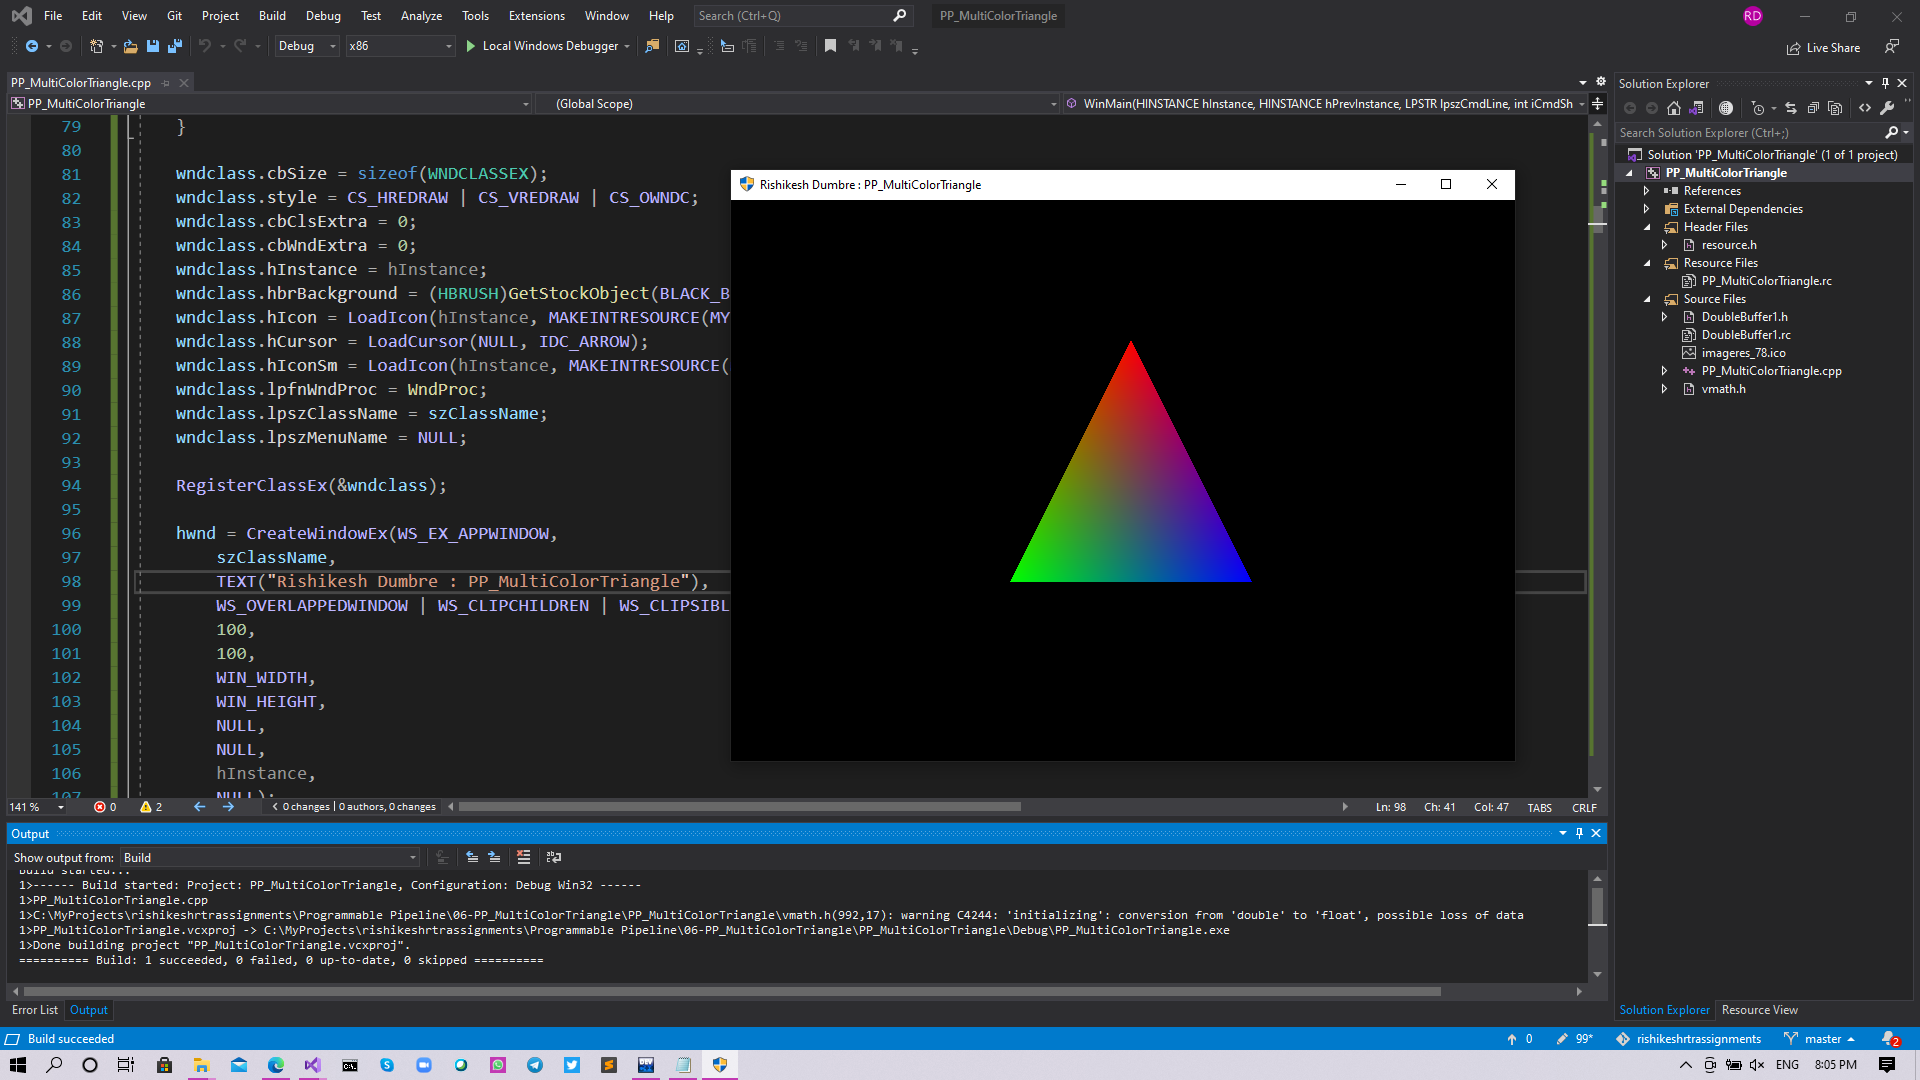 File Edit View Git Project Build Debug Test Analyze Tools Extensions Window Help Search (Ctrl+Q) PP_MultiColorTriangle RD
Debug x86 Local Windows Debugger Live Share
PP_MultiColorTriangle.cpp
PP_MultiColorTriangle (Global Scope) WinMain(HINSTANCE hInstance, HINSTANCE hPrevInstance, LPSTR lpszCmdLine, int iCmdSh
79 }
80
81 wndclass.cbSize = sizeof(WNDCLASSEX);
82 wndclass.style = CS_HREDRAW | CS_VREDRAW | CS_OWNDC;
83 wndclass.cbClsExtra = 0;
84 wndclass.cbWndExtra = 0;
85 wndclass.hInstance = hInstance;
86 wndclass.hbrBackground = (HBRUSH)GetStockObject(BLACK_B
87 wndclass.hIcon = LoadIcon(hInstance, MAKEINTRESOURCE(MY
88 wndclass.hCursor = LoadCursor(NULL, IDC_ARROW);
89 wndclass.hIconSm = LoadIcon(hInstance, MAKEINTRESOURCE(
90 wndclass.lpfnWndProc = WndProc;
91 wndclass.lpszClassName = szClassName;
92 wndclass.lpszMenuName = NULL;
93
94 RegisterClassEx(&wndclass);
95
96 hwnd = CreateWindowEx(WS_EX_APPWINDOW,
97 szClassName,
98 TEXT("Rishikesh Dumbre : PP_MultiColorTriangle"),
99 WS_OVERLAPPEDWINDOW | WS_CLIPCHILDREN | WS_CLIPSIBL
100 100,
101 100,
102 WIN_WIDTH,
103 WIN_HEIGHT,
104 NULL,
105 NULL,
106 hInstance,
107 NULL);
Rishikesh Dumbre : PP_MultiColorTriangle
141 % 0 2 0 changes | 0 authors, 0 changes Ln: 98 Ch: 41 Col: 47 TABS CRLF
Output
Show output from: Build
Build started...
1>------ Build started: Project: PP_MultiColorTriangle, Configuration: Debug Win32 ------
1>PP_MultiColorTriangle.cpp
1>C:\MyProjects\rishikeshrtrassignments\Programmable Pipeline\06-PP_MultiColorTriangle\PP_MultiColorTriangle\vmath.h(992,17): warning C4244: 'initializing': conversion from 'double' to 'float', possible loss of data
1>PP_MultiColorTriangle.vcxproj -> C:\MyProjects\rishikeshrtrassignments\Programmable Pipeline\06-PP_MultiColorTriangle\PP_MultiColorTriangle\Debug\PP_MultiColorTriangle.exe
1>Done building project "PP_MultiColorTriangle.vcxproj".
========== Build: 1 succeeded, 0 failed, 0 up-to-date, 0 skipped ==========
Error List Output
Solution Explorer
Search Solution Explorer (Ctrl+;)
Solution 'PP_MultiColorTriangle' (1 of 1 project)
PP_MultiColorTriangle
References
External Dependencies
Header Files
resource.h
Resource Files
PP_MultiColorTriangle.rc
Source Files
DoubleBuffer1.h
DoubleBuffer1.rc
imageres_78.ico
PP_MultiColorTriangle.cpp
vmath.h
Solution Explorer Resource View
Build succeeded 0 99* rishikeshrtrassignments master 2
ENG 8:05 PM